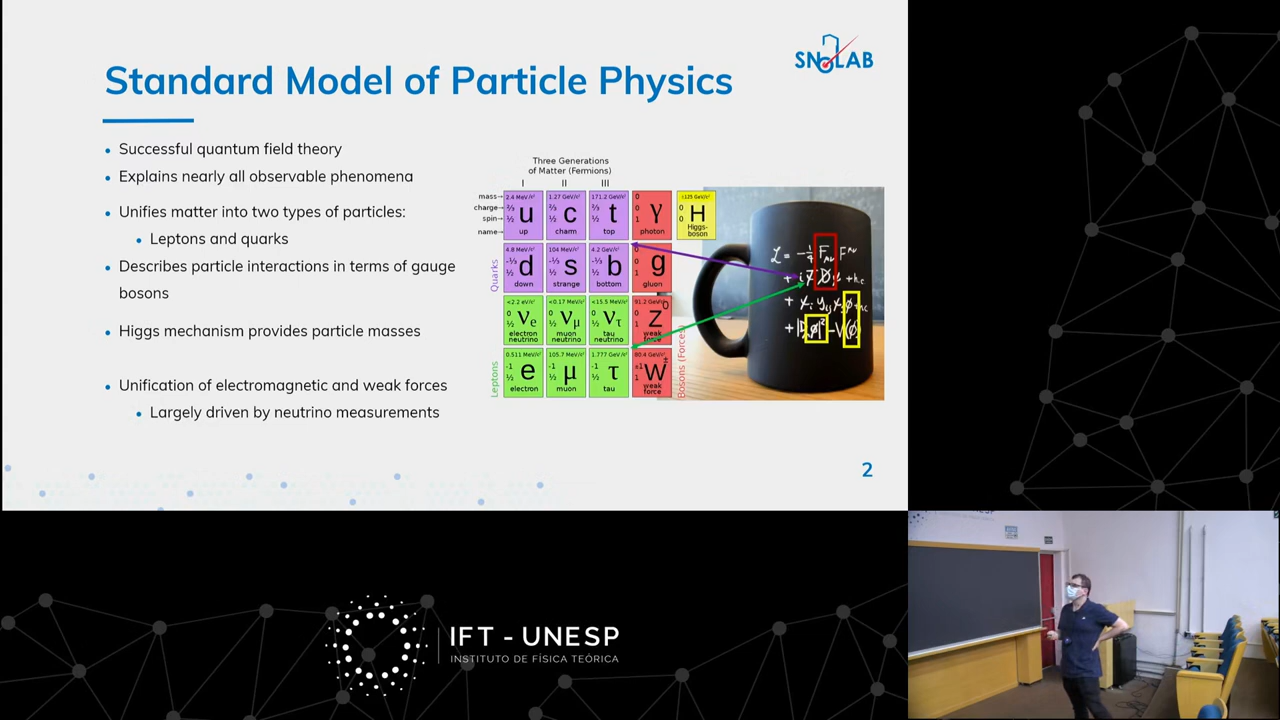 SNOLAB
Standard Model of Particle Physics
Successful quantum field theory
Explains nearly all observable phenomena
Unifies matter into two types of particles:
Leptons and quarks
Describes particle interactions in terms of gauge
bosons
Higgs mechanism provides particle masses
Unification of electromagnetic and weak forces
Largely driven by neutrino measurements
Three Generations
of Matter (Fermions)
I II III
mass→ 2.4 MeV/c² 1.27 GeV/c² 171.2 GeV/c² 0
charge→ ⅔ ⅔ ⅔ 0 0
spin→ ½ ½ ½ 1 0
u c t γ H
name→ up charm top photon Higgs-
boson
Quarks
4.8 MeV/c² 104 MeV/c² 4.2 GeV/c² 0
-⅓ -⅓ -⅓ 0
½ ½ ½ 1
d s b g
down strange bottom gluon
<2.2 eV/c² <0.17 MeV/c² <15.5 MeV/c² 91.2 GeV/c²
0 0 0 0
½ ½ ½ 1
νe νμ ντ Z0
electron muon tau weak
neutrino neutrino neutrino force
Leptons
0.511 MeV/c² 105.7 MeV/c² 1.777 GeV/c² 80.4 GeV/c²
-1 -1 -1 ±1
½ ½ ½ 1
e μ τ W±
electron muon tau weak
force
Bosons (Forces)
2
IFT - UNESP
INSTITUTO DE FÍSICA TEÓRICA